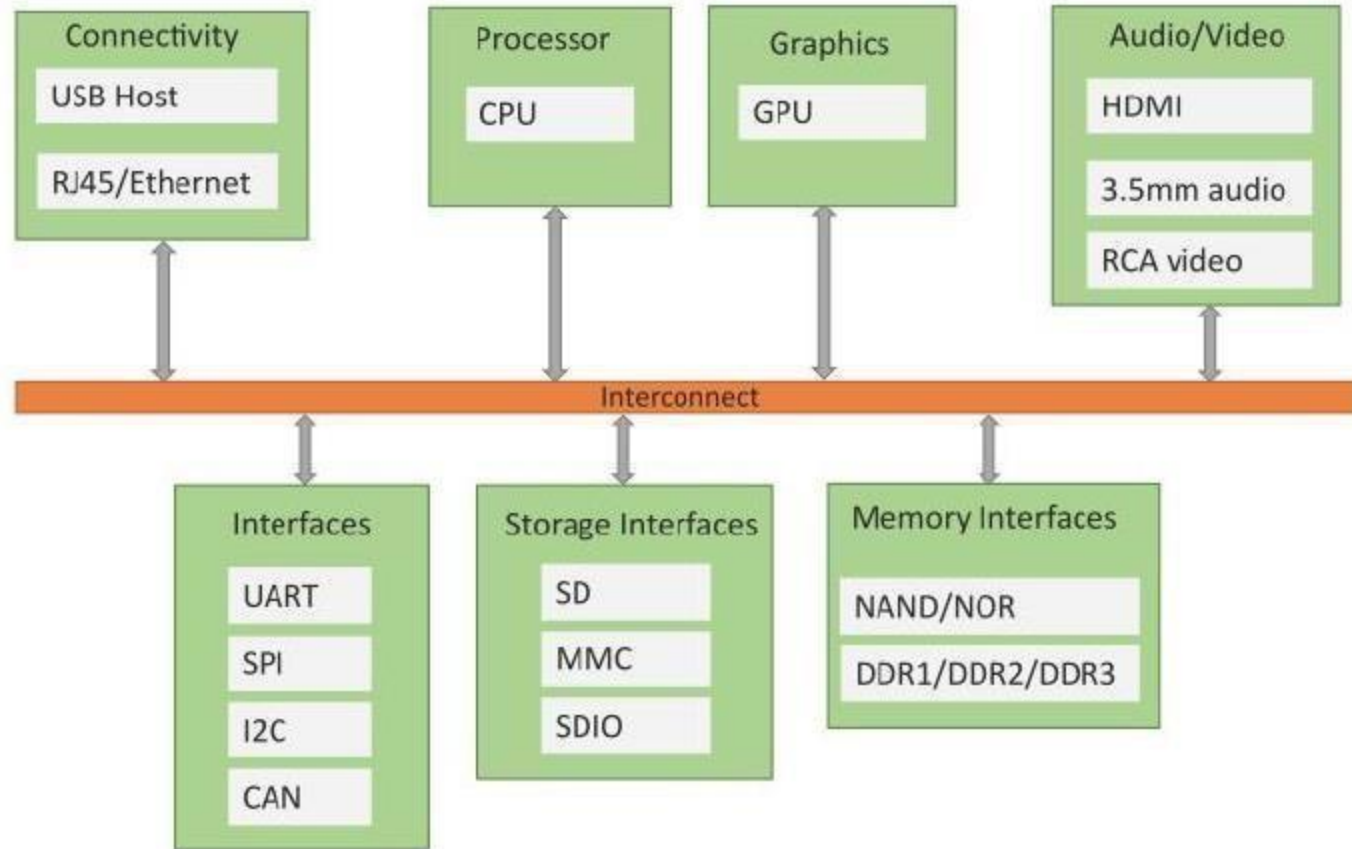 Connectivity
USB Host
RJ45/Ethernet
Processor
CPU
Graphics
GPU
Audio/Video
HDMI
3.5mm audio
RCA video
Interconnect
Interfaces
UART
SPI
I2C
CAN
Storage Interfaces
SD
MMC
SDIO
Memory Interfaces
NAND/NOR
DDR1/DDR2/DDR3